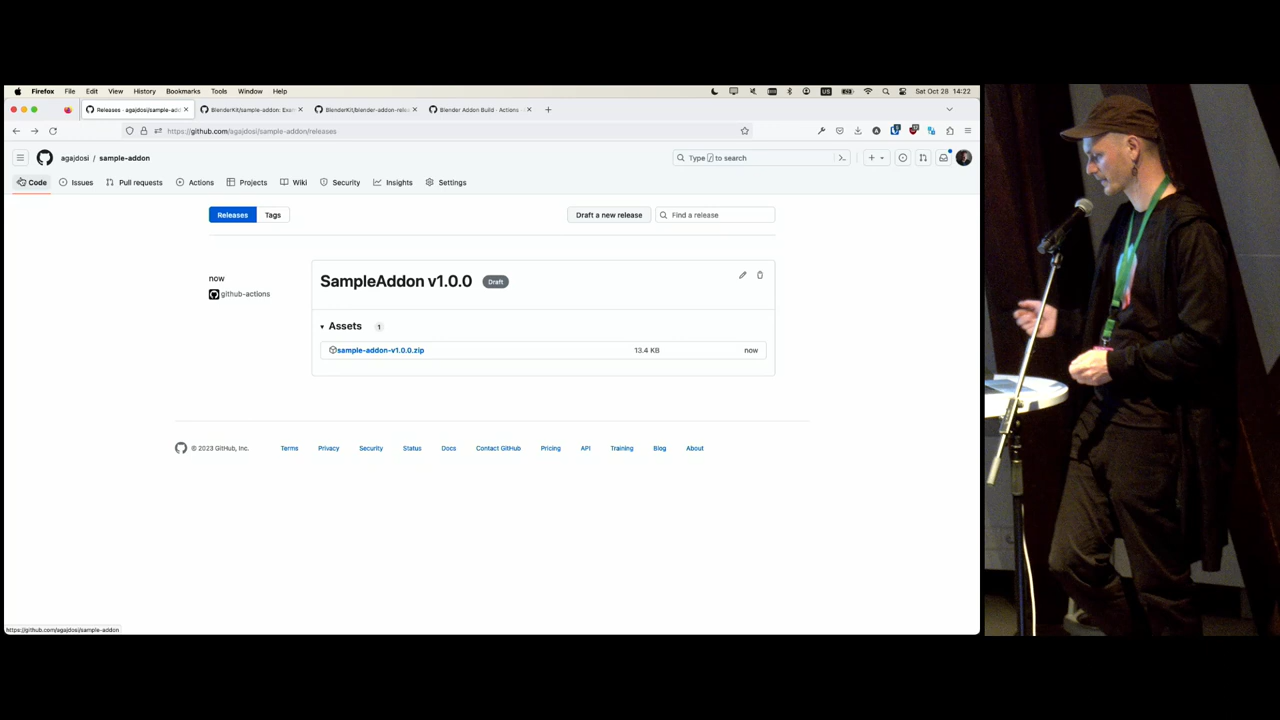 Firefox File Edit View History Bookmarks Tools Window Help Sat Oct 28 14:22
Releases · agajdosi/sample-add BlenderKit/sample-addon: Exam BlenderKit/blender-addon-relea Blender Addon Build · Actions ·
https://github.com/agajdosi/sample-addon/releases
agajdosi / sample-addon Type / to search
Code Issues Pull requests Actions Projects Wiki Security Insights Settings
Releases Tags Draft a new release Find a release
now
github-actions
SampleAddon v1.0.0 Draft
Assets 1
sample-addon-v1.0.0.zip 13.4 KB now
© 2023 GitHub, Inc. Terms Privacy Security Status Docs Contact GitHub Pricing API Training Blog About
https://github.com/agajdosi/sample-addon